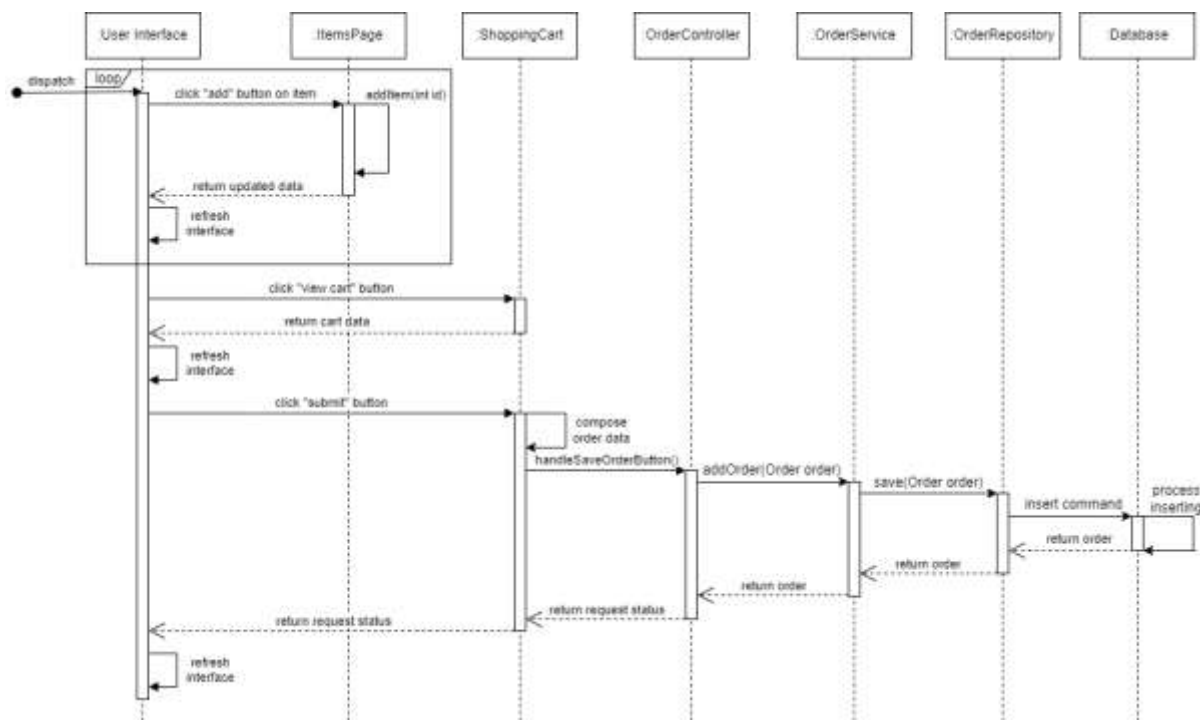 :User Interface
:ItemsPage
:ShoppingCart
:OrderController
:OrderService
:OrderRepository
Database
loop
dispatch
click "add" button on item
addItem(int id)
return updated data
refresh
interface
click "view cart" button
return cart data
refresh
interface
click "submit" button
compose
order data
handleSaveOrderButton()
addOrder(Order order)
save(Order order)
insert command
process
inserting
return order
return order
return order
return request status
return request status
refresh
interface